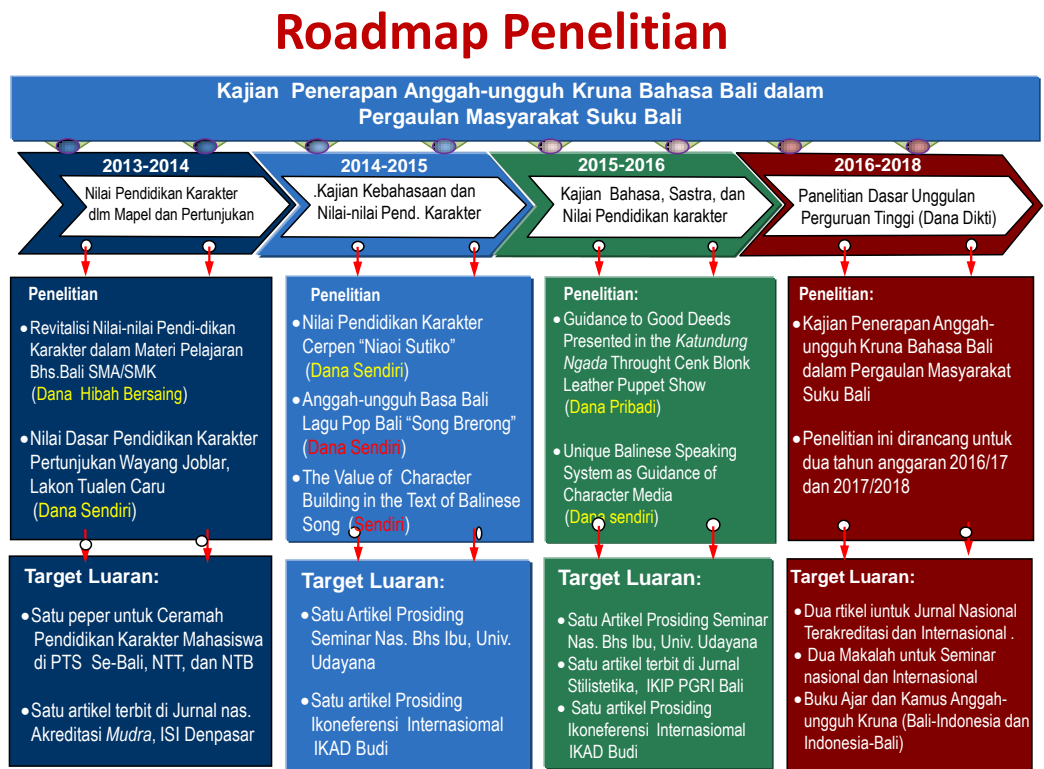 Roadmap Penelitian
Kajian Penerapan Anggah-ungguh Kruna Bahasa Bali dalam
Pergaulan Masyarakat Suku Bali
2013-2014
Nilai Pendidikan Karakter
dlm Mapel dan Pertunjukan
2014-2015
.Kajian Kebahasaan dan
Nilai-nilai Pend. Karakter
2015-2016
Kajian Bahasa, Sastra, dan
Nilai Pendidikan karakter
2016-2018
Panelitian Dasar Unggulan
Perguruan Tinggi (Dana Dikti)
Penelitian
•Revitalisi Nilai-nilai Pendi-dikan
Karakter dalam Materi Pelajaran
Bhs.Bali SMA/SMK
(Dana Hibah Bersaing)
•Nilai Dasar Pendidikan Karakter
Pertunjukan Wayang Joblar,
Lakon Tualen Caru
(Dana Sendiri)
Penelitian
•Nilai Pendidikan Karakter
Cerpen “Niaoi Sutiko”
(Dana Sendiri)
•Anggah-ungguh Basa Bali
Lagu Pop Bali “Song Brerong”
(Dana Sendiri)
•The Value of Character
Building in the Text of Balinese
Song (Sendiri)
Penelitian:
•Guidance to Good Deeds
Presented in the Katundung
Ngada Throught Cenk Blonk
Leather Puppet Show
(Dana Pribadi)
•Unique Balinese Speaking
System as Guidance of
Character Media
(Dana sendiri)
Penelitian:
•Kajian Penerapan Anggah-
ungguh Kruna Bahasa Bali
dalam Pergaulan Masyarakat
Suku Bali
•Penelitian ini dirancang untuk
dua tahun anggaran 2016/17
dan 2017/2018
Target Luaran:
•Satu peper untuk Ceramah
Pendidikan Karakter Mahasiswa
di PTS Se-Bali, NTT, dan NTB
•Satu artikel terbit di Jurnal nas.
Akreditasi Mudra, ISI Denpasar
Target Luaran:
•Satu Artikel Prosiding
Seminar Nas. Bhs Ibu, Univ.
Udayana
•Satu artikel Prosiding
Ikoneferensi Internasiomal
IKAD Budi
Target Luaran:
•Satu Artikel Prosiding Seminar
Nas. Bhs Ibu, Univ. Udayana
•Satu artikel terbit di Jurnal
Stilistetika, IKIP PGRI Bali
• Satu artikel Prosiding
Ikoneferensi Internasiomal
IKAD Budi
Target Luaran:
•Dua rtikel iuntuk Jurnal Nasional
Terakreditasi dan Internasional .
• Dua Makalah untuk Seminar
nasional dan Internasional
•Buku Ajar dan Kamus Anggah-
ungguh Kruna (Bali-Indonesia dan
Indonesia-Bali)